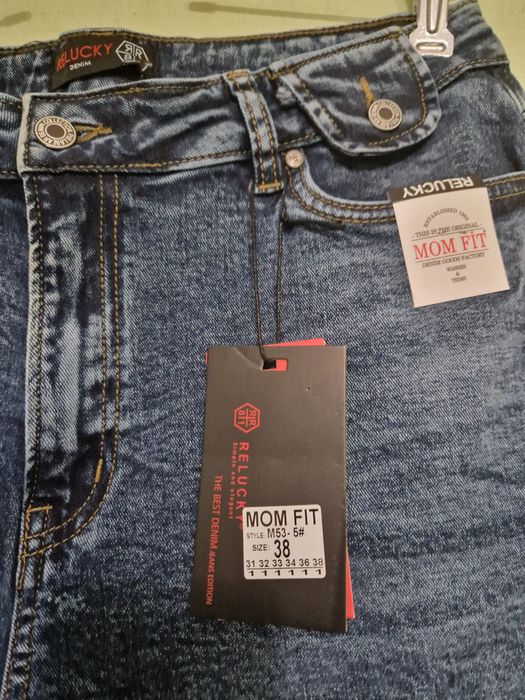 RELUCKY
DENIM
RELUCKY
ESTABLISHED 1993
- THIS IS THE ORIGINAL -
MOM FIT
DENIM GOODS FACTORY
WASHES
&
TRIMS
RELUCKY
Simple and elegant
THE BEST DENIM JEANS EDITION
MOM FIT
STYLE: M53- 5#
SIZE: 38
31 32 33 34 36 38
1 1 1 1 1 1